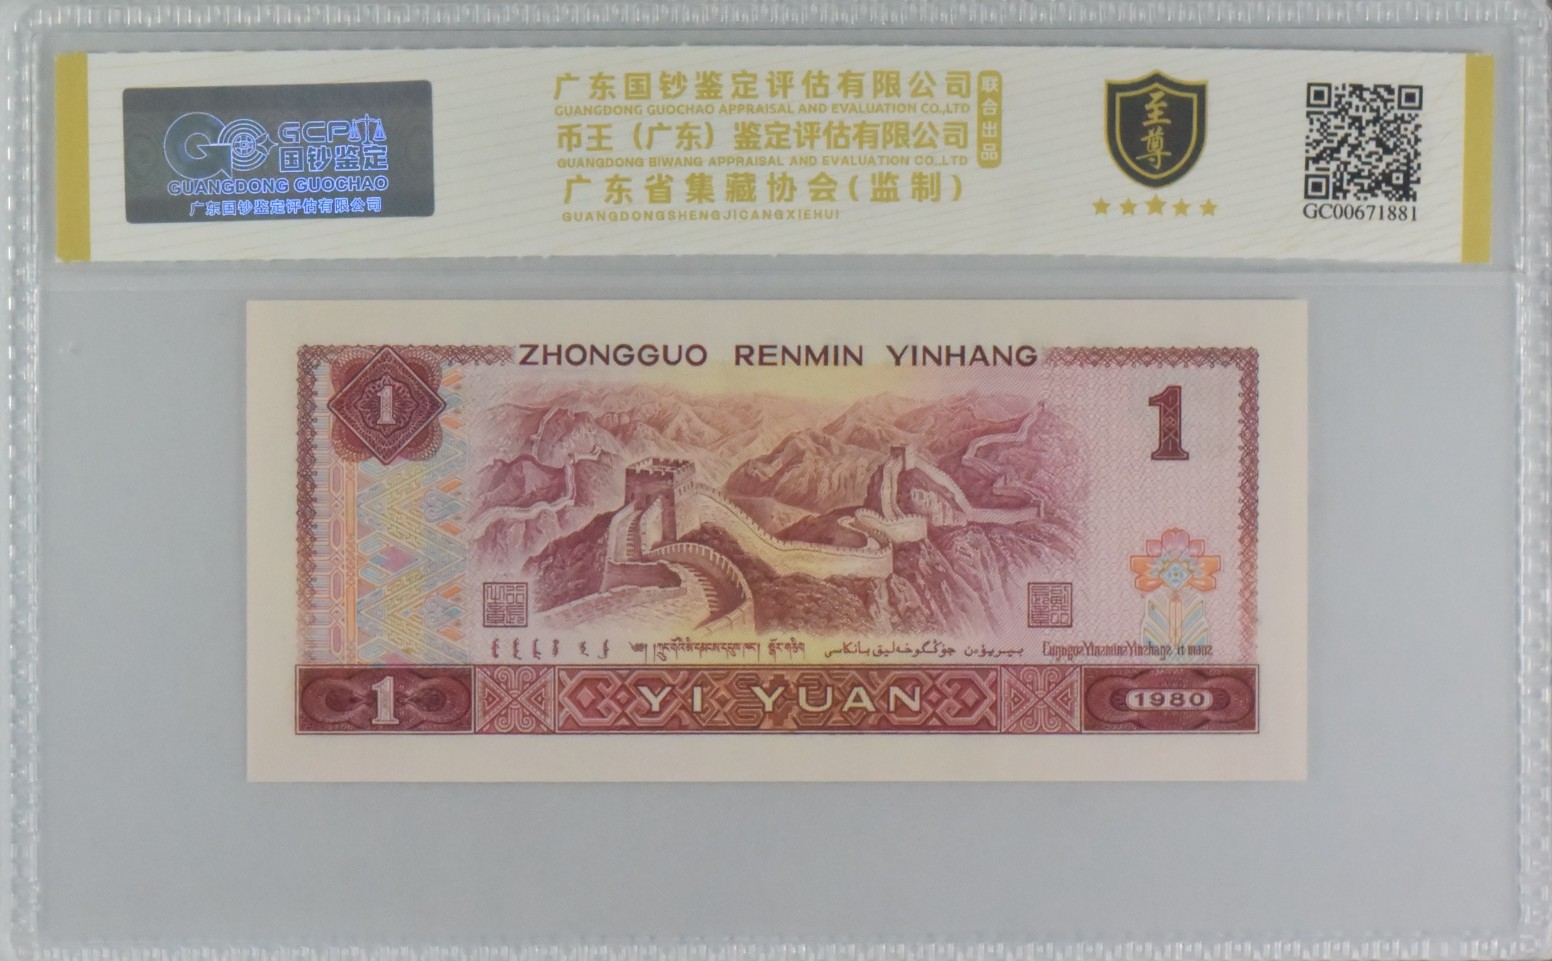 GCP
国钞鉴定
GUANGDONG GUOCHAO
广东国钞鉴定评估有限公司
广东国钞鉴定评估有限公司
GUANGDONG GUOCHAO APPRAISAL AND EVALUATION CO.,LTD
币王（广东）鉴定评估有限公司
GUANGDONG BIWANG APPRAISAL AND EVALUATION CO.,LTD
联合出品
广东省集藏协会(监制)
GUANGDONGSHENGJICANGXIEHUI
至尊
GC00671881
ZHONGGUO RENMIN YINHANG
1
1
1
YI YUAN
1980